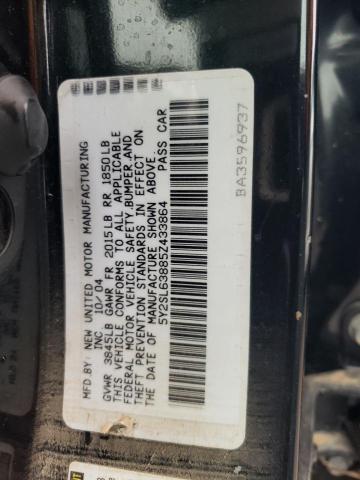 MFD BY: NEW UNITED MOTOR MANUFACTURING
INC 10/04
GVWR 3845LB GAWR FR 2015LB RR 1850LB
THIS VEHICLE CONFORMS TO ALL APPLICABLE
FEDERAL MOTOR VEHICLE SAFETY,BUMPER,AND
THEFT PREVENTION STANDARDS IN EFFECT ON
THE DATE OF MANUFACTURE SHOWN ABOVE
5Y2SL63885Z433864 PASS CAR
BA3596937